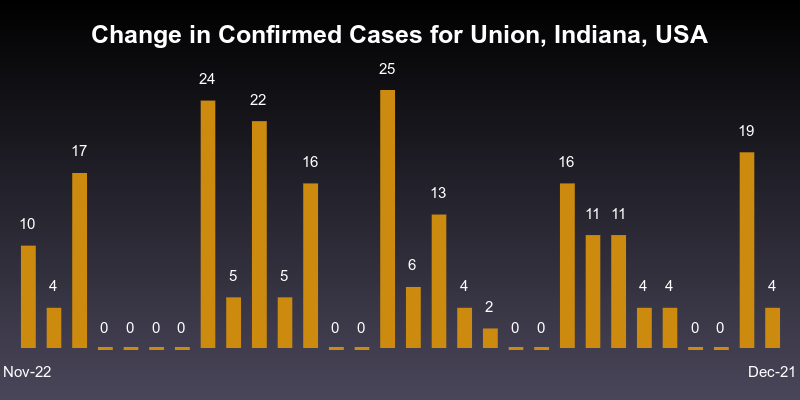 Change in Confirmed Cases for Union, Indiana, USA
10 4 17 0 0 0 0 24 5 22 5 16 0 0 25 6 13 4 2 0 0 16 11 11 4 4 0 0 19 4
Nov-22 Dec-21